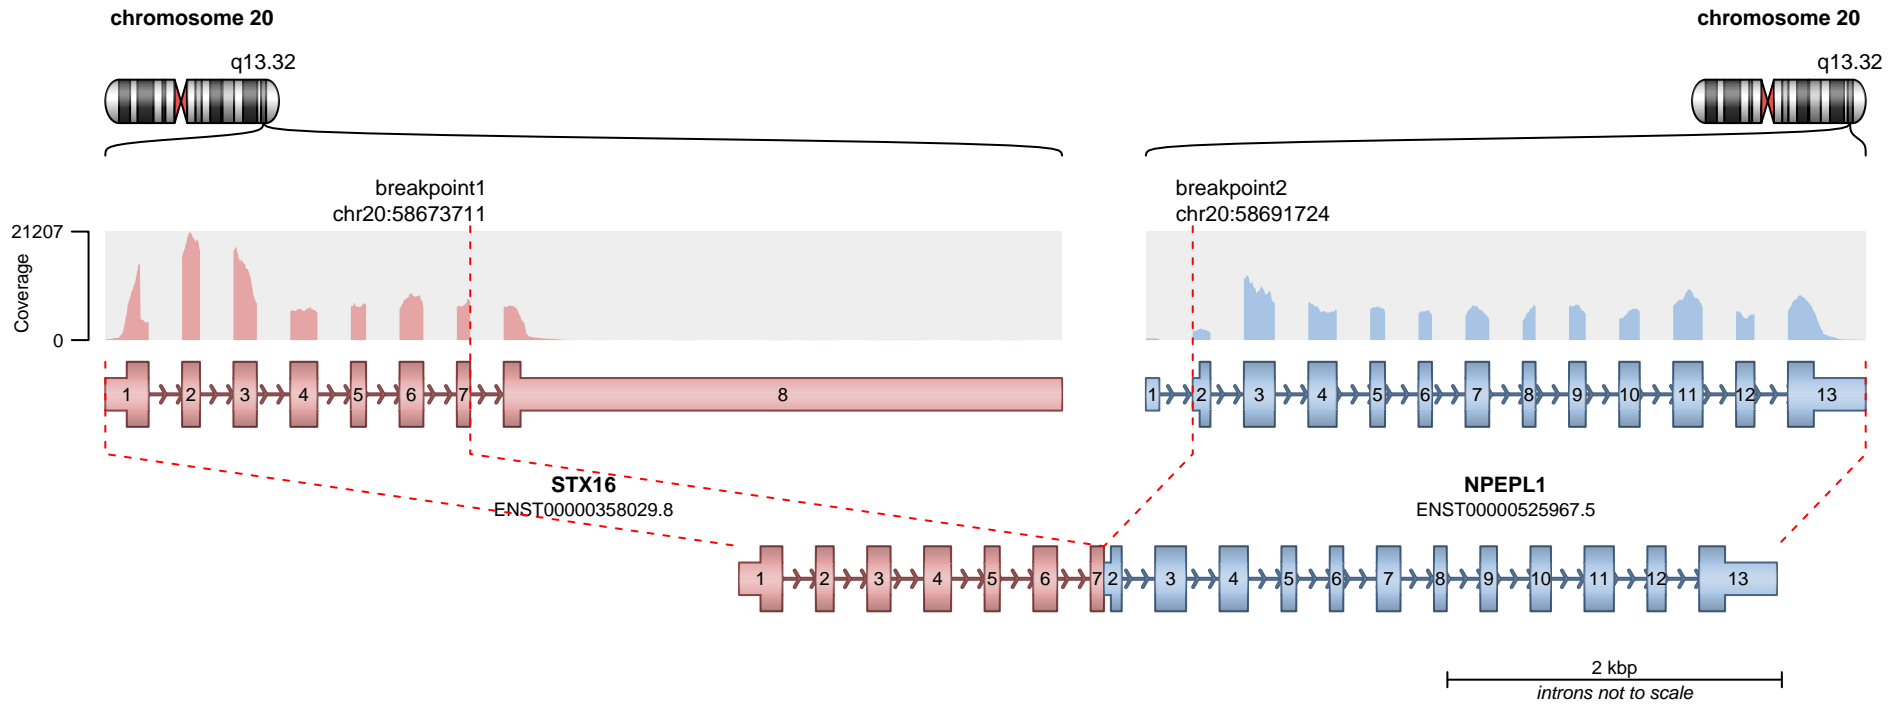 chromosome 20
chromosome 20
q13.32
q13.32
breakpoint1
chr20:58673711
breakpoint2
chr20:58691724
21207
Coverage
0
1 2 3 4 5 6 7 8
1 2 3 4 5 6 7 8 9 10 11 12 13
STX16
ENST00000358029.8
NPEPL1
ENST00000525967.5
1 2 3 4 5 6 7 2 3 4 5 6 7 8 9 10 11 12 13
2 kbp
introns not to scale